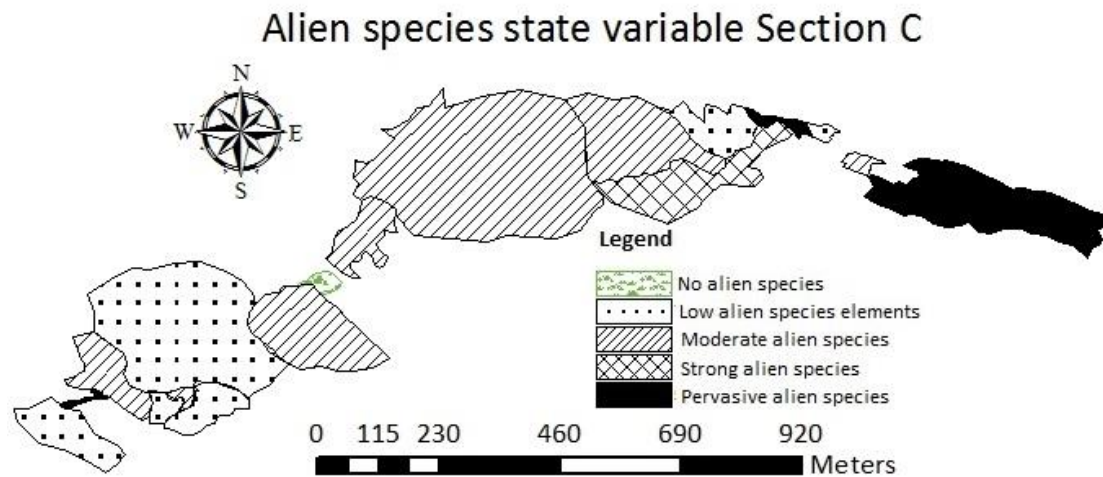 Alien species state variable Section C
N
W E
S
Legend
No alien species
Low alien species elements
Moderate alien species
Strong alien species
Pervasive alien species
0 115 230 460 690 920
Meters